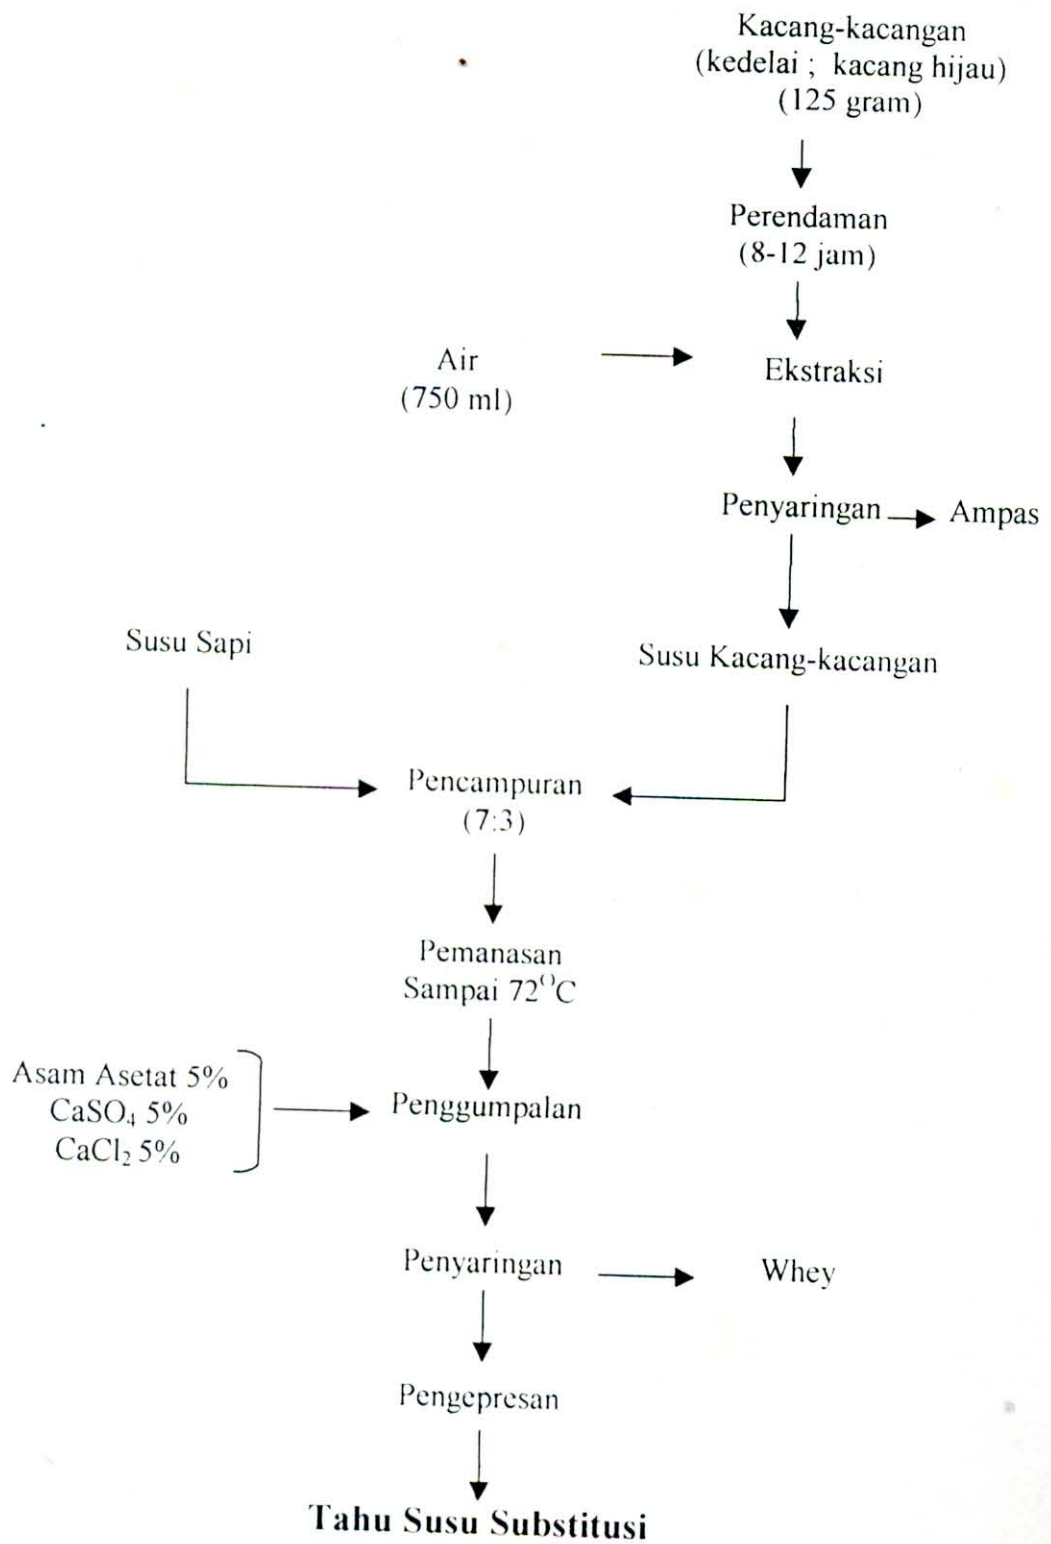 Kacang-kacangan
(kedelai ; kacang hijau)
(125 gram)
Perendaman
(8-12 jam)
Air
(750 ml)
Ekstraksi
Penyaringan
Ampas
Susu Sapi
Susu Kacang-kacangan
Pencampuran
(7:3)
Pemanasan
Sampai 72⁰C
Asam Asetat 5%
CaSO₄ 5%
CaCl₂ 5%
Penggumpalan
Penyaringan
Whey
Pengepresan
Tahu Susu Substitusi